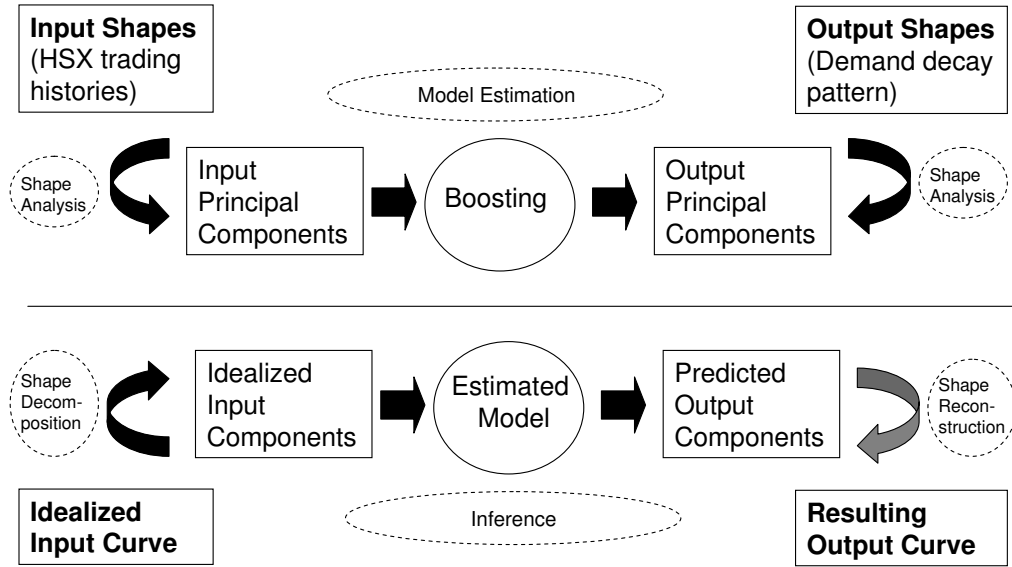 Input Shapes
(HSX trading
histories)
Output Shapes
(Demand decay
pattern)
Model Estimation
Shape
Analysis
Input
Principal
Components
Boosting
Output
Principal
Components
Shape
Analysis
Shape
Decom-
position
Idealized
Input
Components
Estimated
Model
Predicted
Output
Components
Shape
Recon-
struction
Idealized
Input Curve
Inference
Resulting
Output Curve